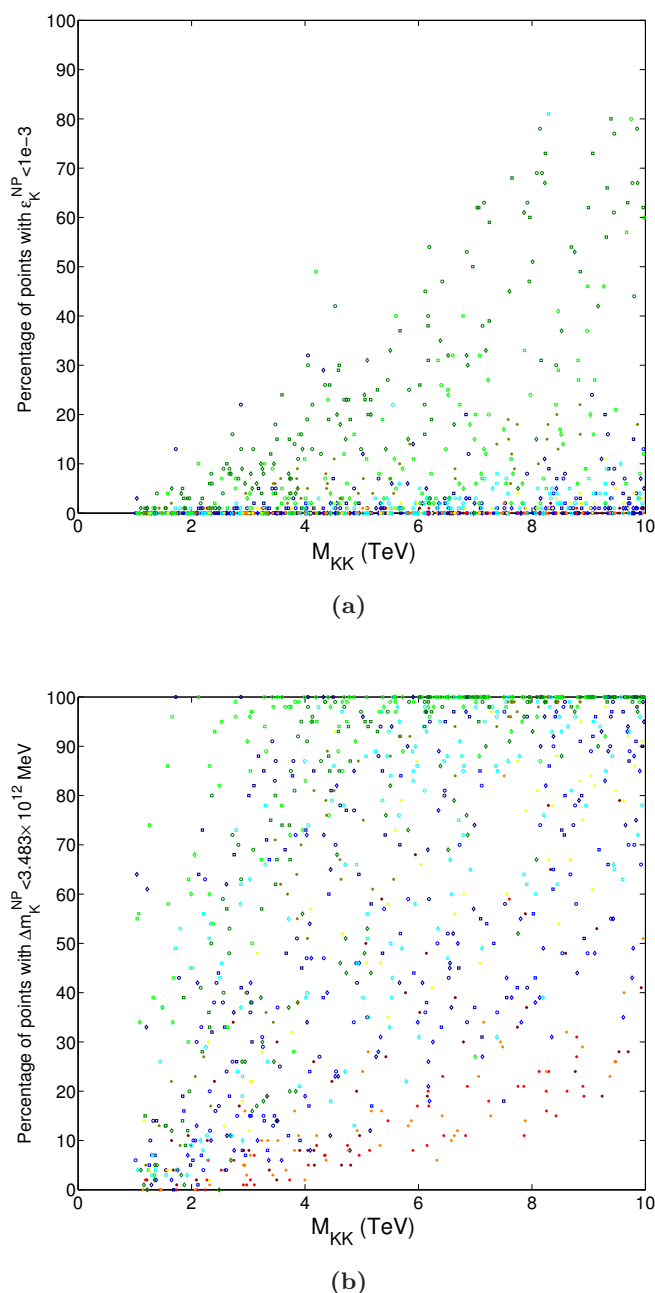 100
90
80
70
60
50
40
30
20
10
0
Percentage of points with ε_K^NP<1e−3
0 2 4 6 8 10
M_KK (TeV)
(a)
100
90
80
70
60
50
40
30
20
10
0
Percentage of points with Δm_K^NP<3.483× 10^12 MeV
0 2 4 6 8 10
M_KK (TeV)
(b)